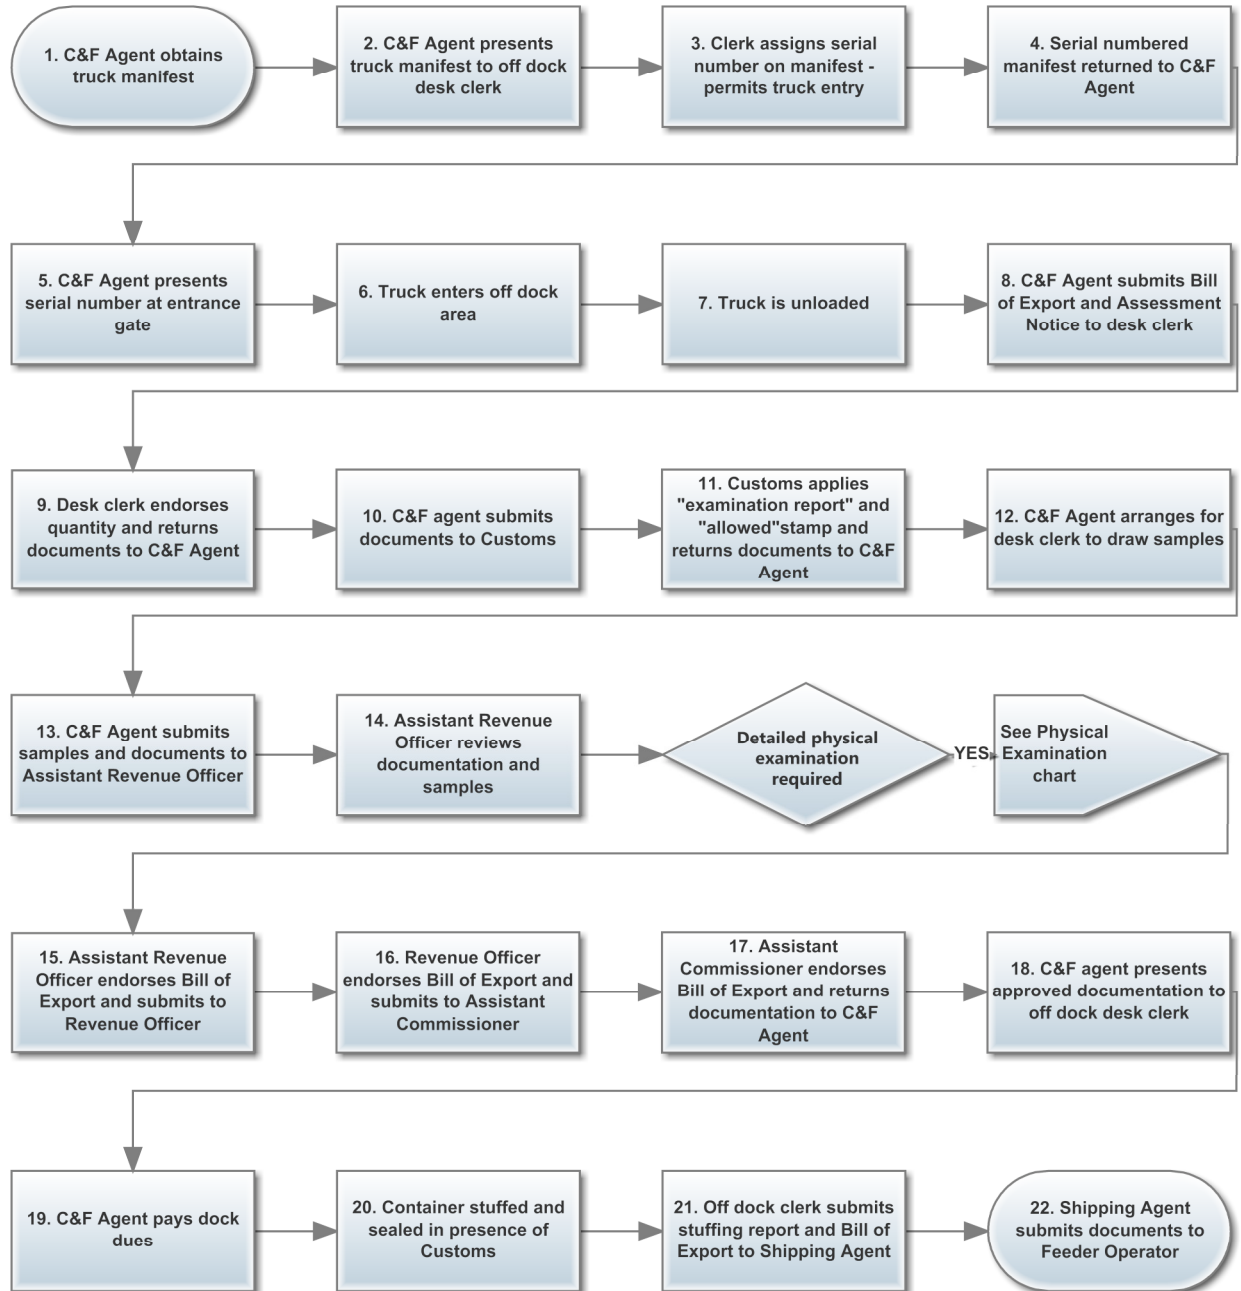 1. C&F Agent obtains
truck manifest
2. C&F Agent presents
truck manifest to off dock
desk clerk
3. Clerk assigns serial
number on manifest -
permits truck entry
4. Serial numbered
manifest returned to C&F
Agent
5. C&F Agent presents
serial number at entrance
gate
6. Truck enters off dock
area
7. Truck is unloaded
8. C&F Agent submits Bill
of Export and Assessment
Notice to desk clerk
9. Desk clerk endorses
quantity and returns
documents to C&F Agent
10. C&F agent submits
documents to Customs
11. Customs applies
"examination report" and
"allowed"stamp and
returns documents to C&F
Agent
12. C&F Agent arranges for
desk clerk to draw samples
13. C&F Agent submits
samples and documents to
Assistant Revenue Officer
14. Assistant Revenue
Officer reviews
documentation and
samples
Detailed physical
examination
required
YES
See Physical
Examination
chart
15. Assistant Revenue
Officer endorses Bill of
Export and submits to
Revenue Officer
16. Revenue Officer
endorses Bill of Export and
submits to Assistant
Commissioner
17. Assistant
Commissioner endorses
Bill of Export and returns
documentation to C&F
Agent
18. C&F agent presents
approved documentation to
off dock desk clerk
19. C&F Agent pays dock
dues
20. Container stuffed and
sealed in presence of
Customs
21. Off dock clerk submits
stuffing report and Bill of
Export to Shipping Agent
22. Shipping Agent
submits documents to
Feeder Operator